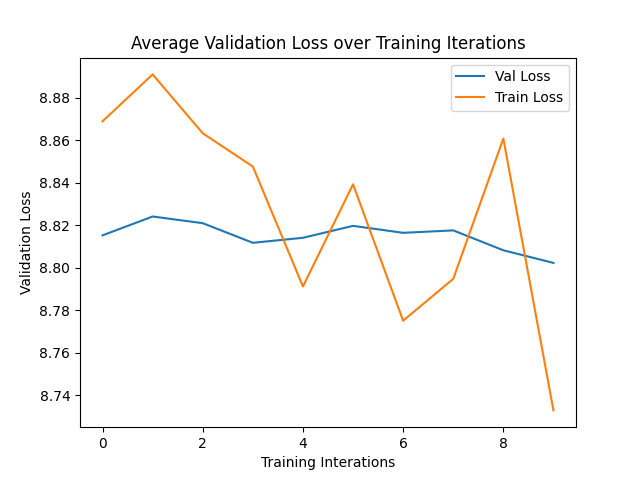 Average Validation Loss over Training Iterations
Val Loss
Train Loss
8.88
8.86
8.84
8.82
8.80
8.78
8.76
8.74
Validation Loss
0 2 4 6 8
Training Interations